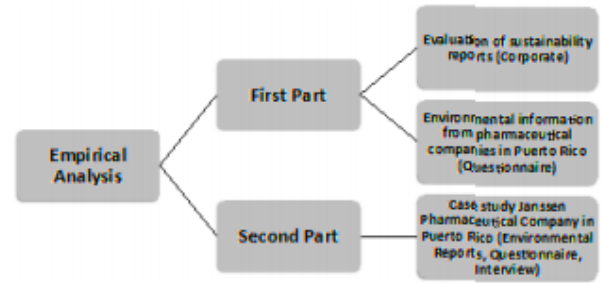 Empirical
Analysis
First Part
Second Part
Evaluation of sustainability
reports (Corporate)
Environmental information
from pharmaceutical
companies in Puerto Rico
(Questionnaire)
Case study Janssen
Pharmaceutical Company in
Puerto Rico (Environmental
Reports, Questionnaire,
Interview)